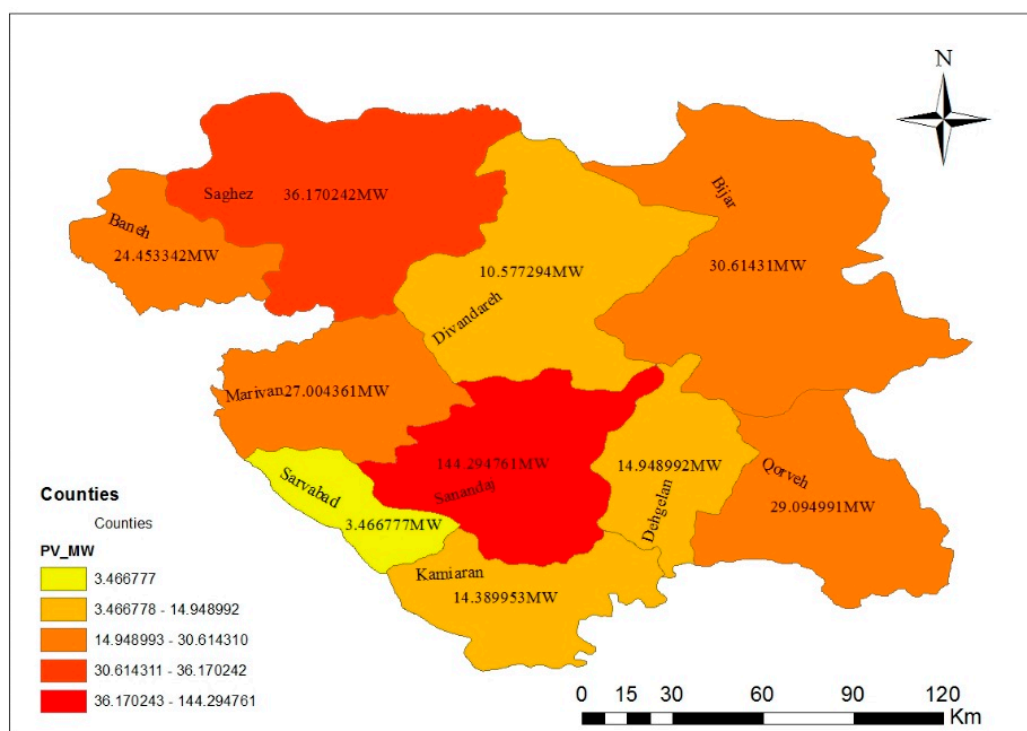 N
Bijar
Saghez 36.170242MW
Baneh
24.453342MW
30.61431MW
10.577294MW
Divandareh
Marivan 27.004361MW
144.294761MW
14.948992MW
Qorveh
Sarvabad
Sanandaj
Dehgelan
29.094991MW
3.466777MW
Kamiaran
14.389953MW
Counties
Counties
PV_MW
3.466777
3.466778 - 14.948992
14.948993 - 30.614310
30.614311 - 36.170242
36.170243 - 144.294761
0 15 30 60 90 120
Km